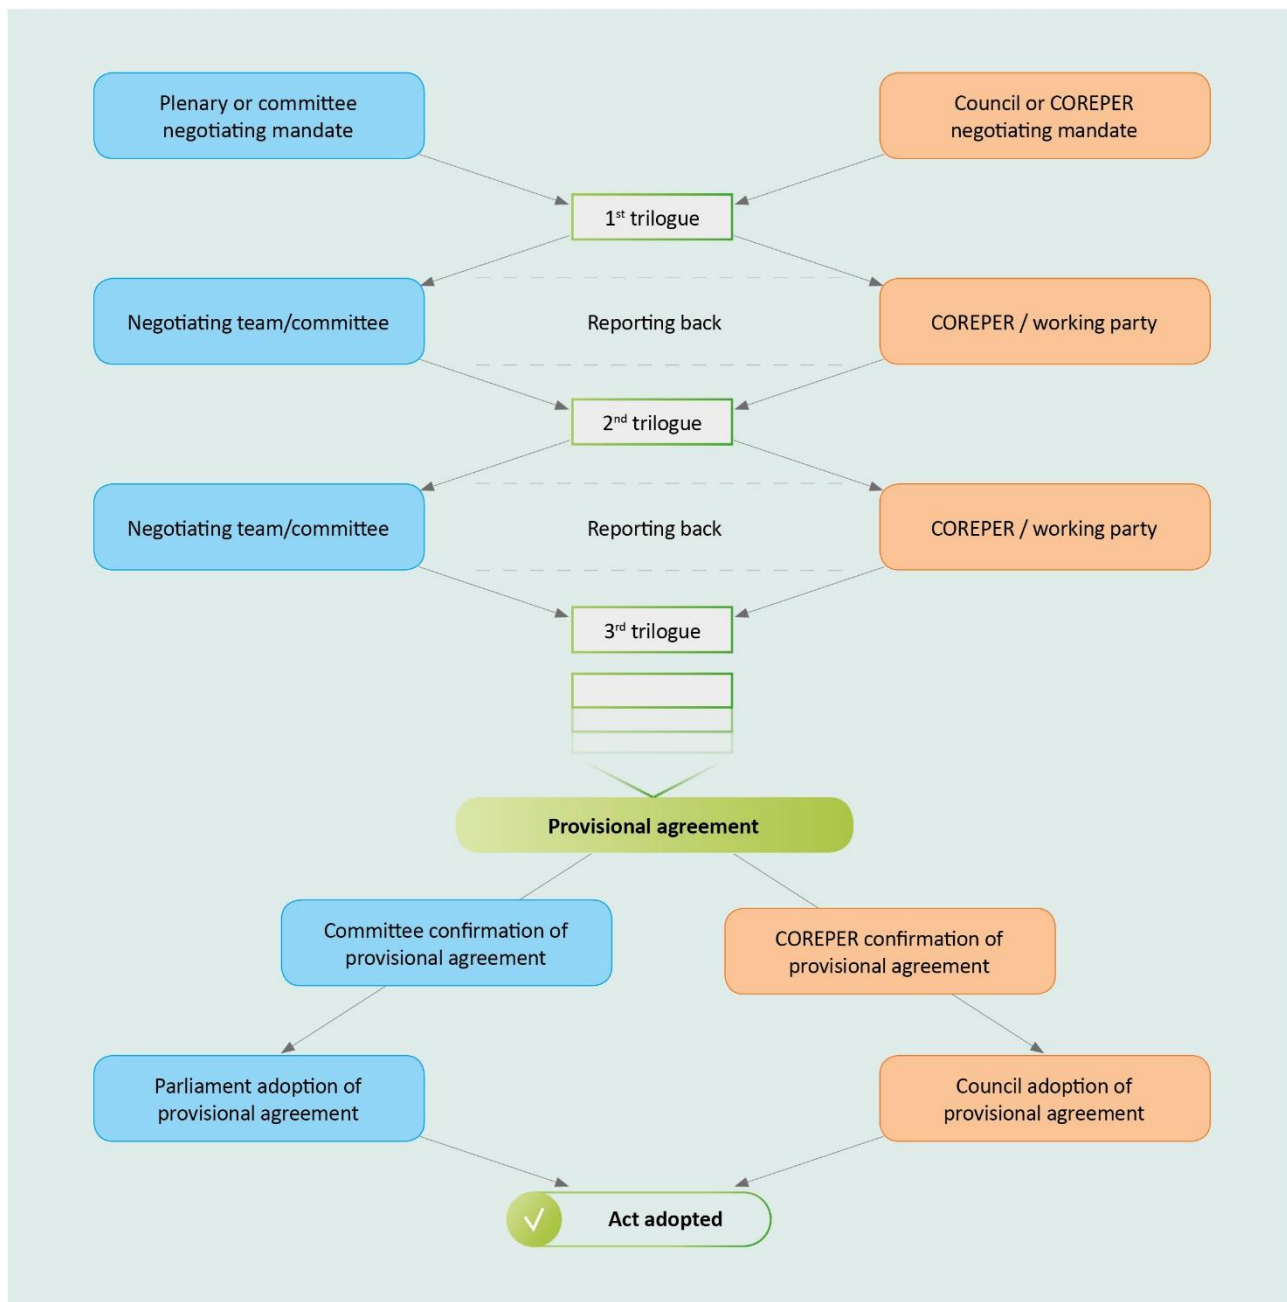 Plenary or committee
negotiating mandate
Council or COREPER
negotiating mandate
1st trilogue
Negotiating team/committee
Reporting back
COREPER / working party
2nd trilogue
Negotiating team/committee
Reporting back
COREPER / working party
3rd trilogue
Provisional agreement
Committee confirmation of
provisional agreement
COREPER confirmation of
provisional agreement
Parliament adoption of
provisional agreement
Council adoption of
provisional agreement
Act adopted